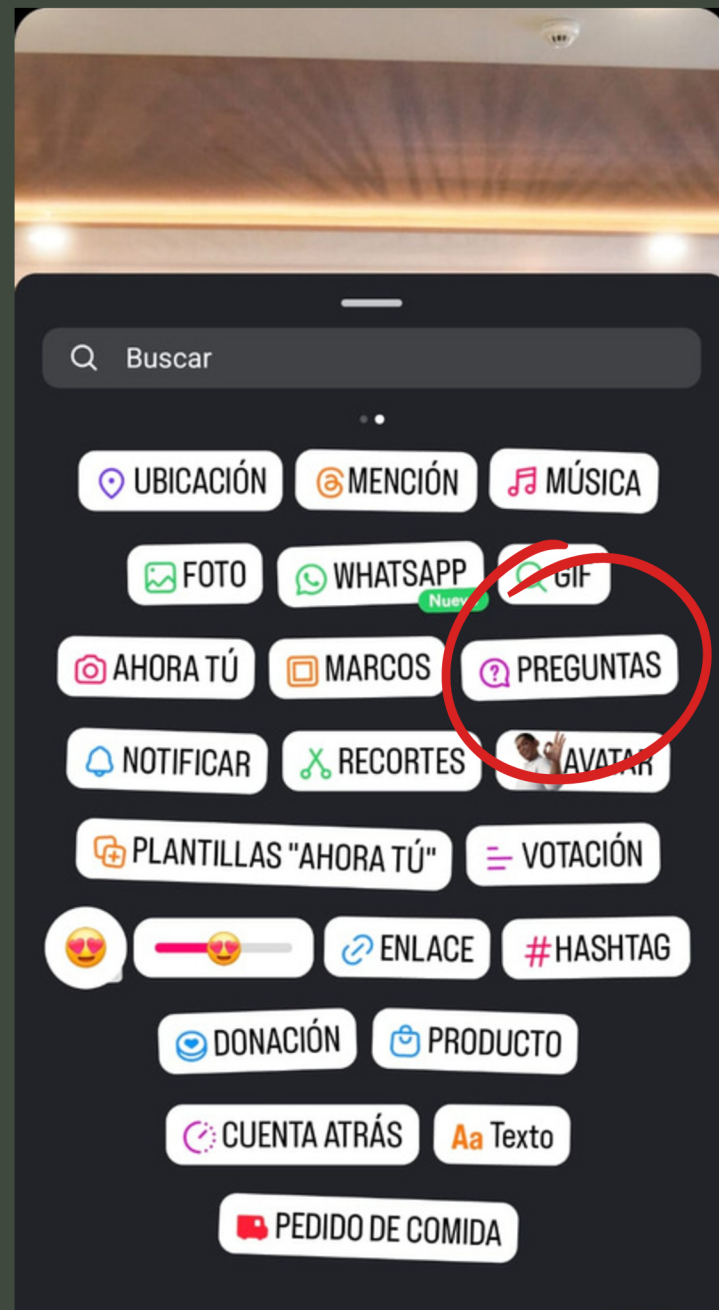 Buscar
UBICACIÓN MENCIÓN MÚSICA
FOTO WHATSAPP GIF
Nuevo
AHORA TÚ MARCOS PREGUNTAS
NOTIFICAR RECORTES AVATAR
PLANTILLAS "AHORA TÚ" VOTACIÓN
ENLACE #HASHTAG
DONACIÓN PRODUCTO
CUENTA ATRÁS Aa Texto
PEDIDO DE COMIDA